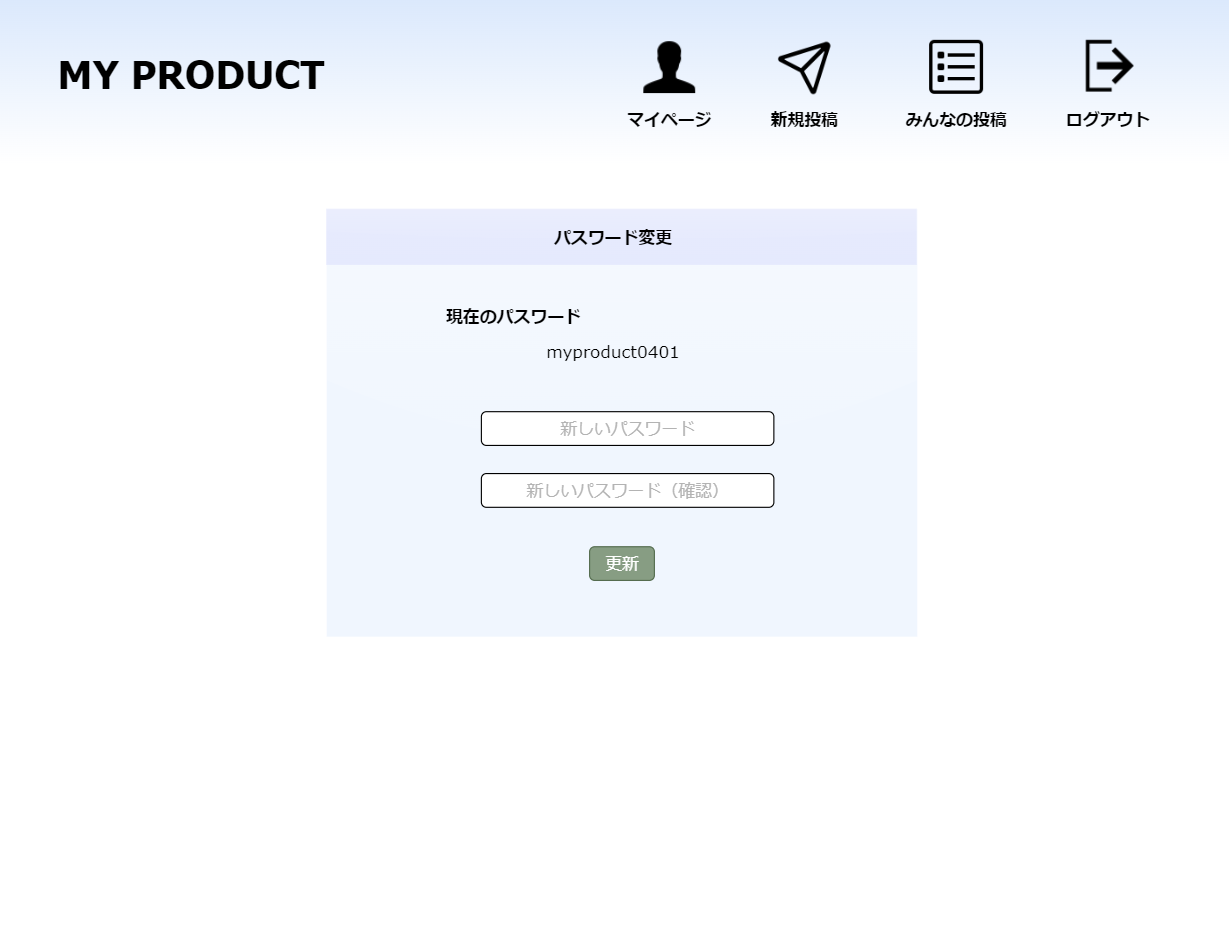 MY PRODUCT
マイページ
新規投稿
みんなの投稿
ログアウト
パスワード変更
現在のパスワード
myproduct0401
新しいパスワード
新しいパスワード（確認）
更新